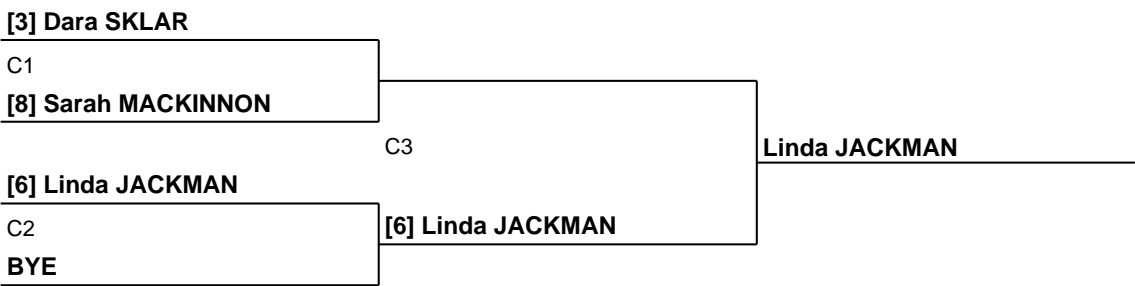 [3] Dara SKLAR
C1
[8] Sarah MACKINNON
C3
Linda JACKMAN
[6] Linda JACKMAN
C2
[6] Linda JACKMAN
BYE